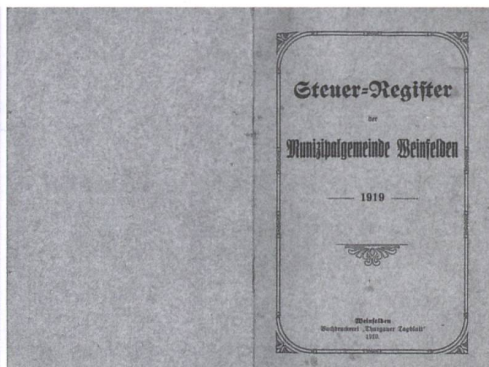 Steuer-Register
der
Munizipalgemeinde Weinfelden
1919
Weinfelden
Buchdruckerei „Thurgauer Tagblatt"